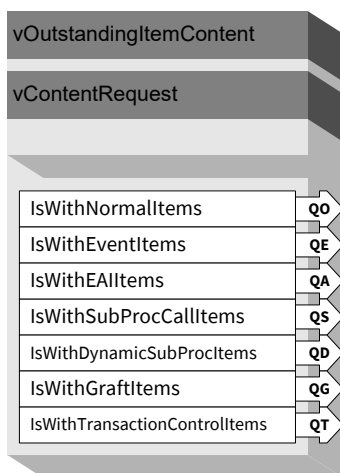 vOutstandingItemContent
vContentRequest
IsWithNormalItems QO
IsWithEventItems QE
IsWithEAIItems QA
IsWithSubProcCallItems QS
IsWithDynamicSubProcItems QD
IsWithGraftItems QG
IsWithTransactionControlItems QT